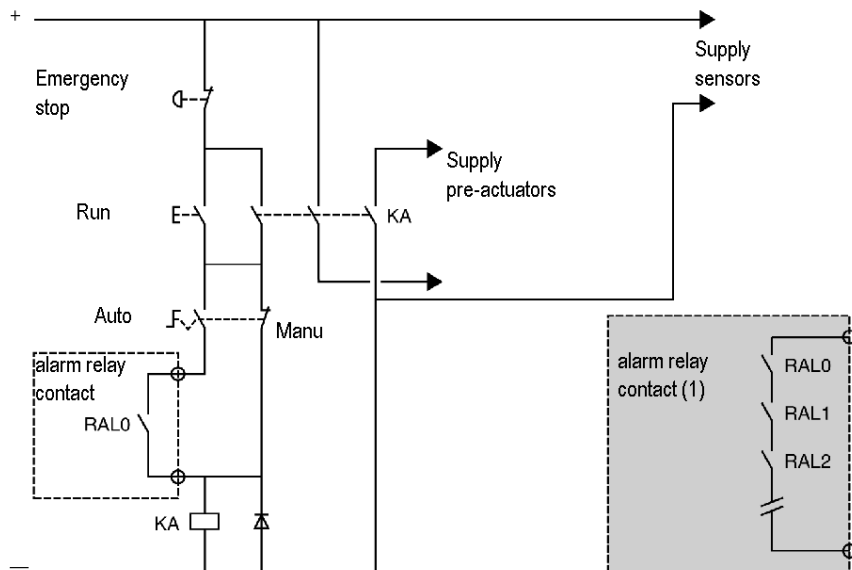 +
Supply
sensors
Emergency
stop
Supply
pre-actuators
Run
KA
Auto
Manu
alarm relay
contact
RAL0
KA
—
alarm relay
contact (1)
RAL0
RAL1
RAL2